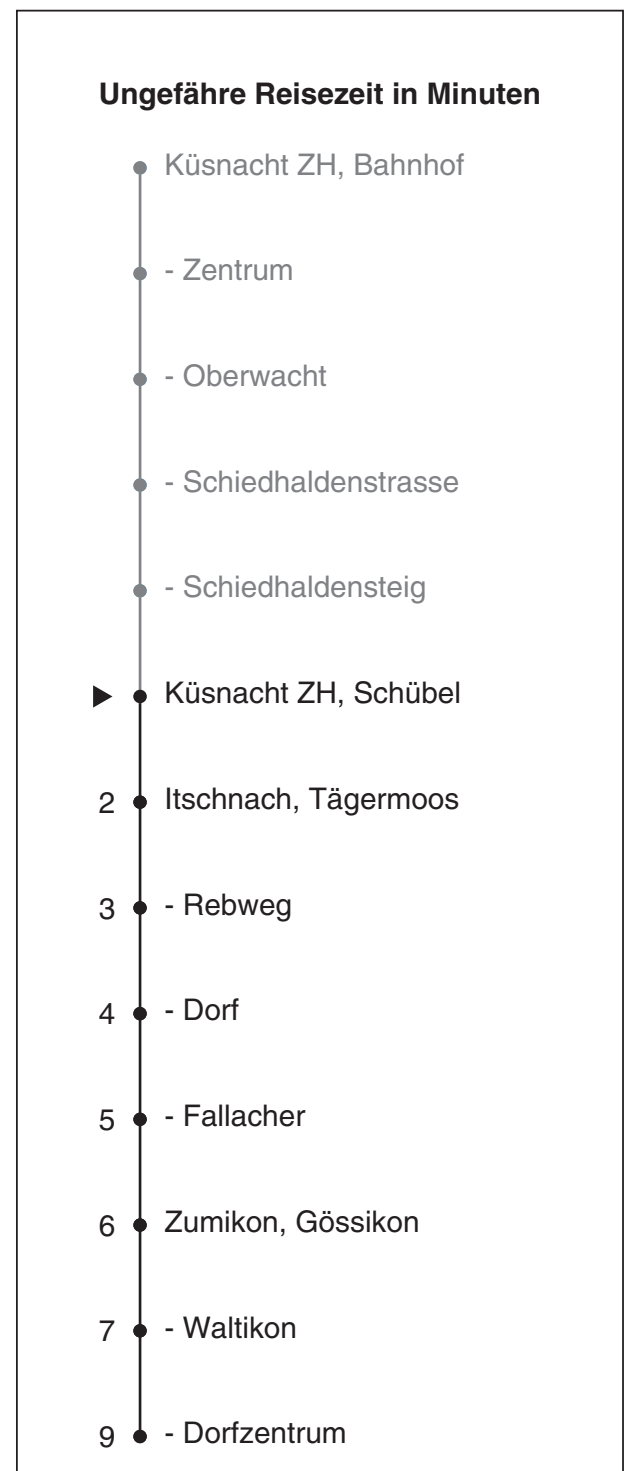 Ungefähre Reisezeit in Minuten
Küsnacht ZH, Bahnhof
- Zentrum
- Oberwacht
- Schiedhaldenstrasse
- Schiedhaldensteig
Küsnacht ZH, Schübel
2 Itschnach, Tägermoos
3 - Rebweg
4 - Dorf
5 - Fallacher
6 Zumikon, Gössikon
7 - Waltikon
9 - Dorfzentrum